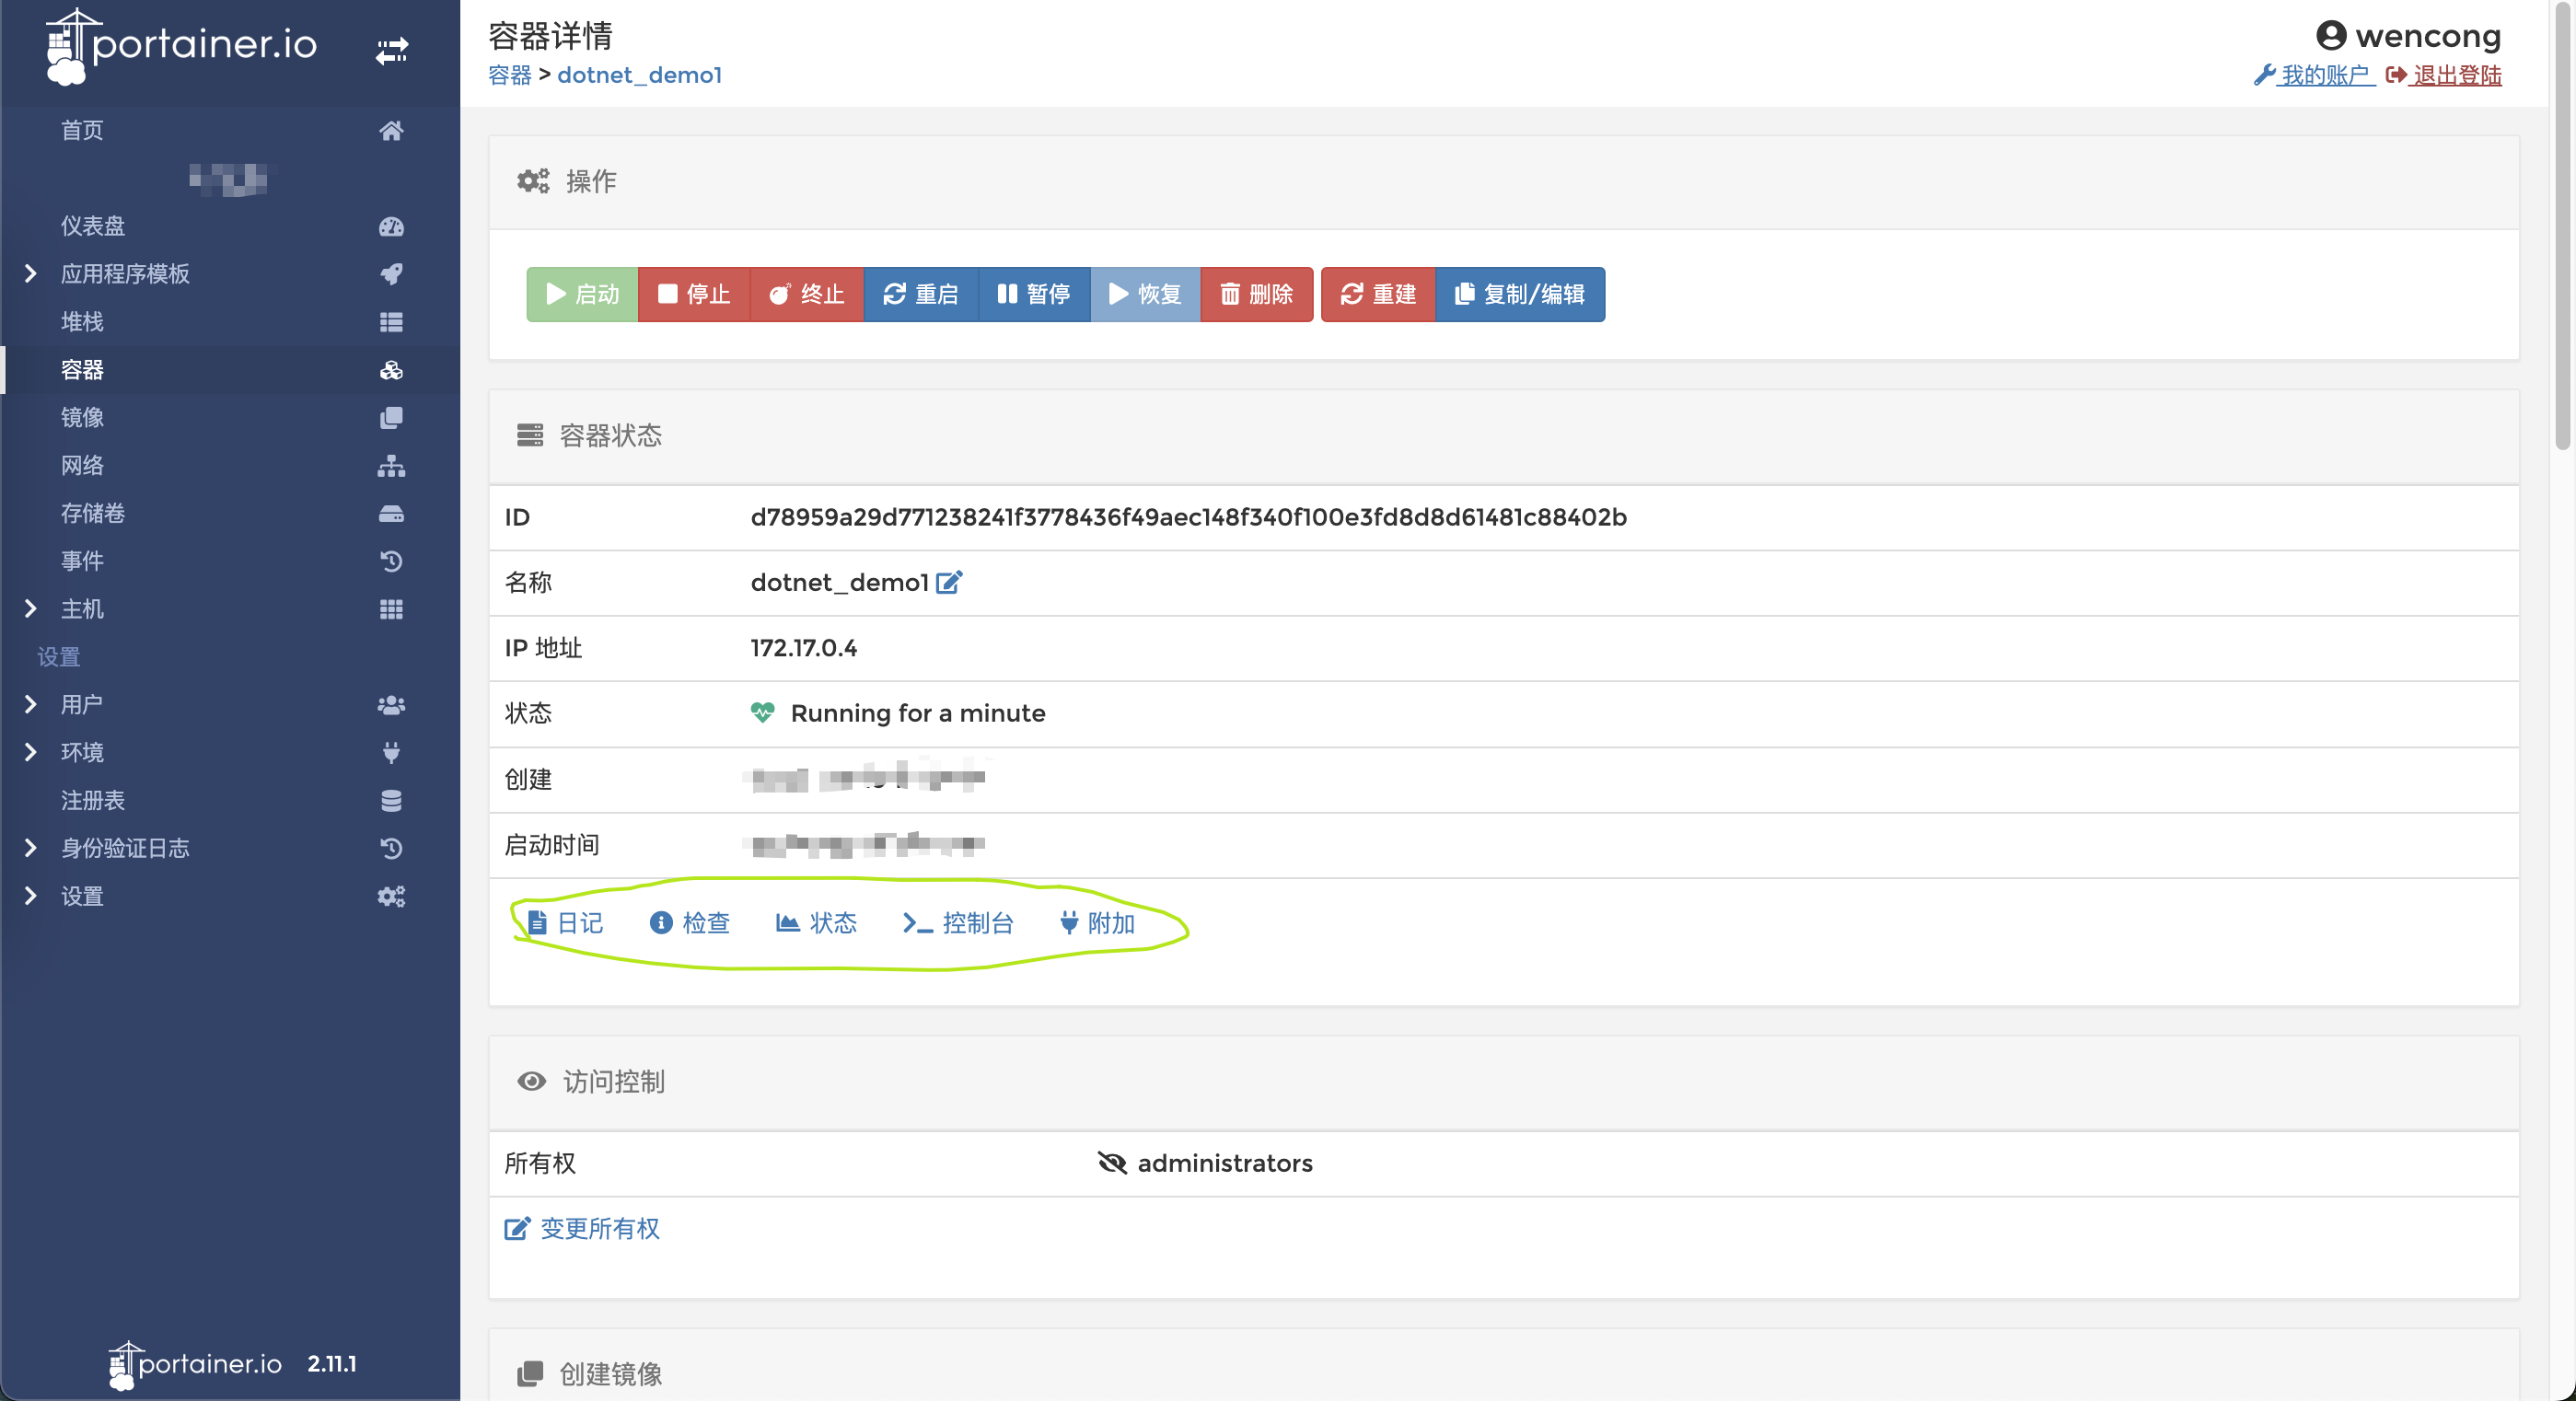 portainer.io
首页
仪表盘
应用程序模板
堆栈
容器
镜像
网络
存储卷
事件
主机
设置
用户
环境
注册表
身份验证日志
设置
portainer.io 2.11.1
容器详情
容器 > dotnet_demo1
wencong
我的账户 退出登陆
操作
启动 停止 终止 重启 暂停 恢复 删除 重建 复制/编辑
容器状态
ID d78959a29d771238241f3778436f49aec148f340f100e3fd8d8d61481c88402b
名称 dotnet_demo1
IP 地址 172.17.0.4
状态 Running for a minute
创建
启动时间
日记 检查 状态 控制台 附加
访问控制
所有权 administrators
变更所有权
创建镜像